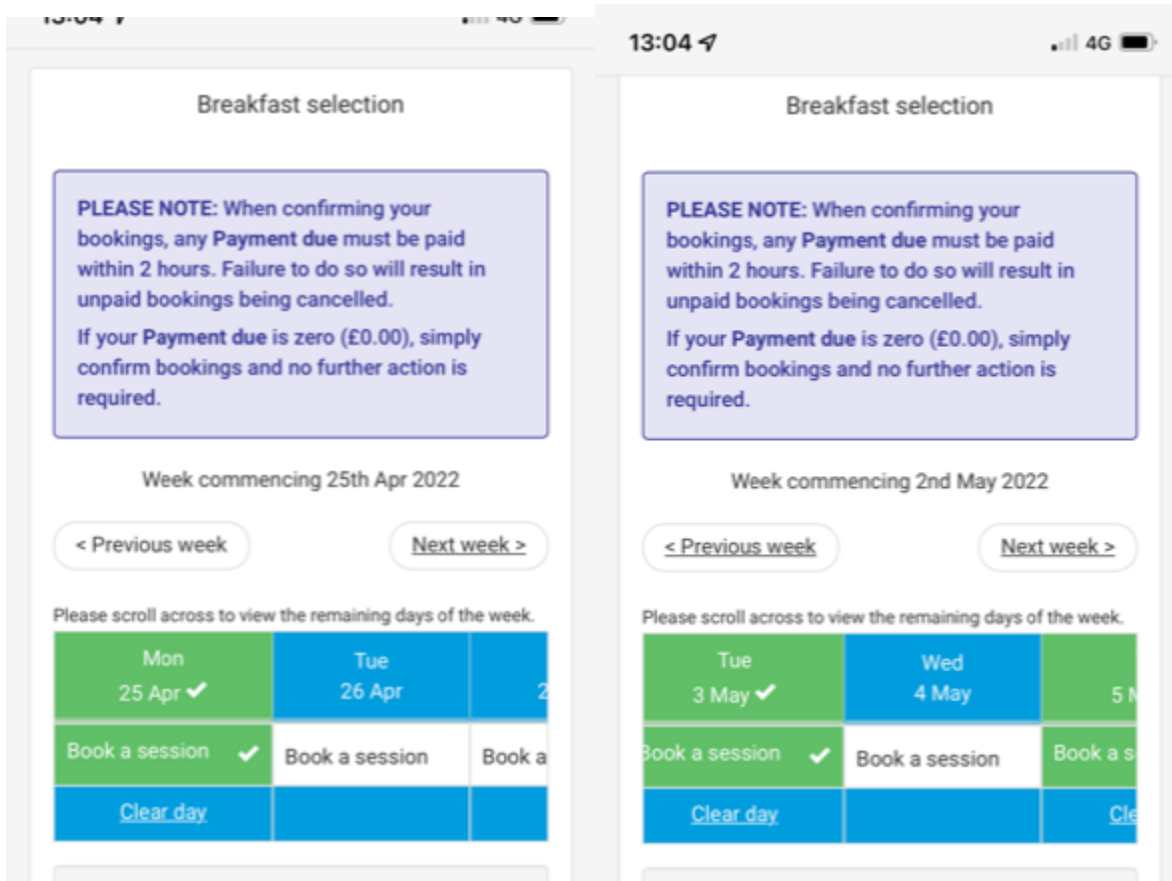 13:04
4G
Breakfast selection
PLEASE NOTE: When confirming your
bookings, any Payment due must be paid
within 2 hours. Failure to do so will result in
unpaid bookings being cancelled.
If your Payment due is zero (£0.00), simply
confirm bookings and no further action is
required.
Week commencing 25th Apr 2022
< Previous week
Next week >
Please scroll across to view the remaining days of the week.
Mon
Tue
25 Apr ✔
26 Apr
2
Book a session ✔
Book a session
Book a
Clear day
13:04
4G
Breakfast selection
PLEASE NOTE: When confirming your
bookings, any Payment due must be paid
within 2 hours. Failure to do so will result in
unpaid bookings being cancelled.
If your Payment due is zero (£0.00), simply
confirm bookings and no further action is
required.
Week commencing 2nd May 2022
< Previous week
Next week >
Please scroll across to view the remaining days of the week.
Tue
Wed
3 May ✔
4 May
5 M
Book a session ✔
Book a session
Book a s
Clear day
Cle